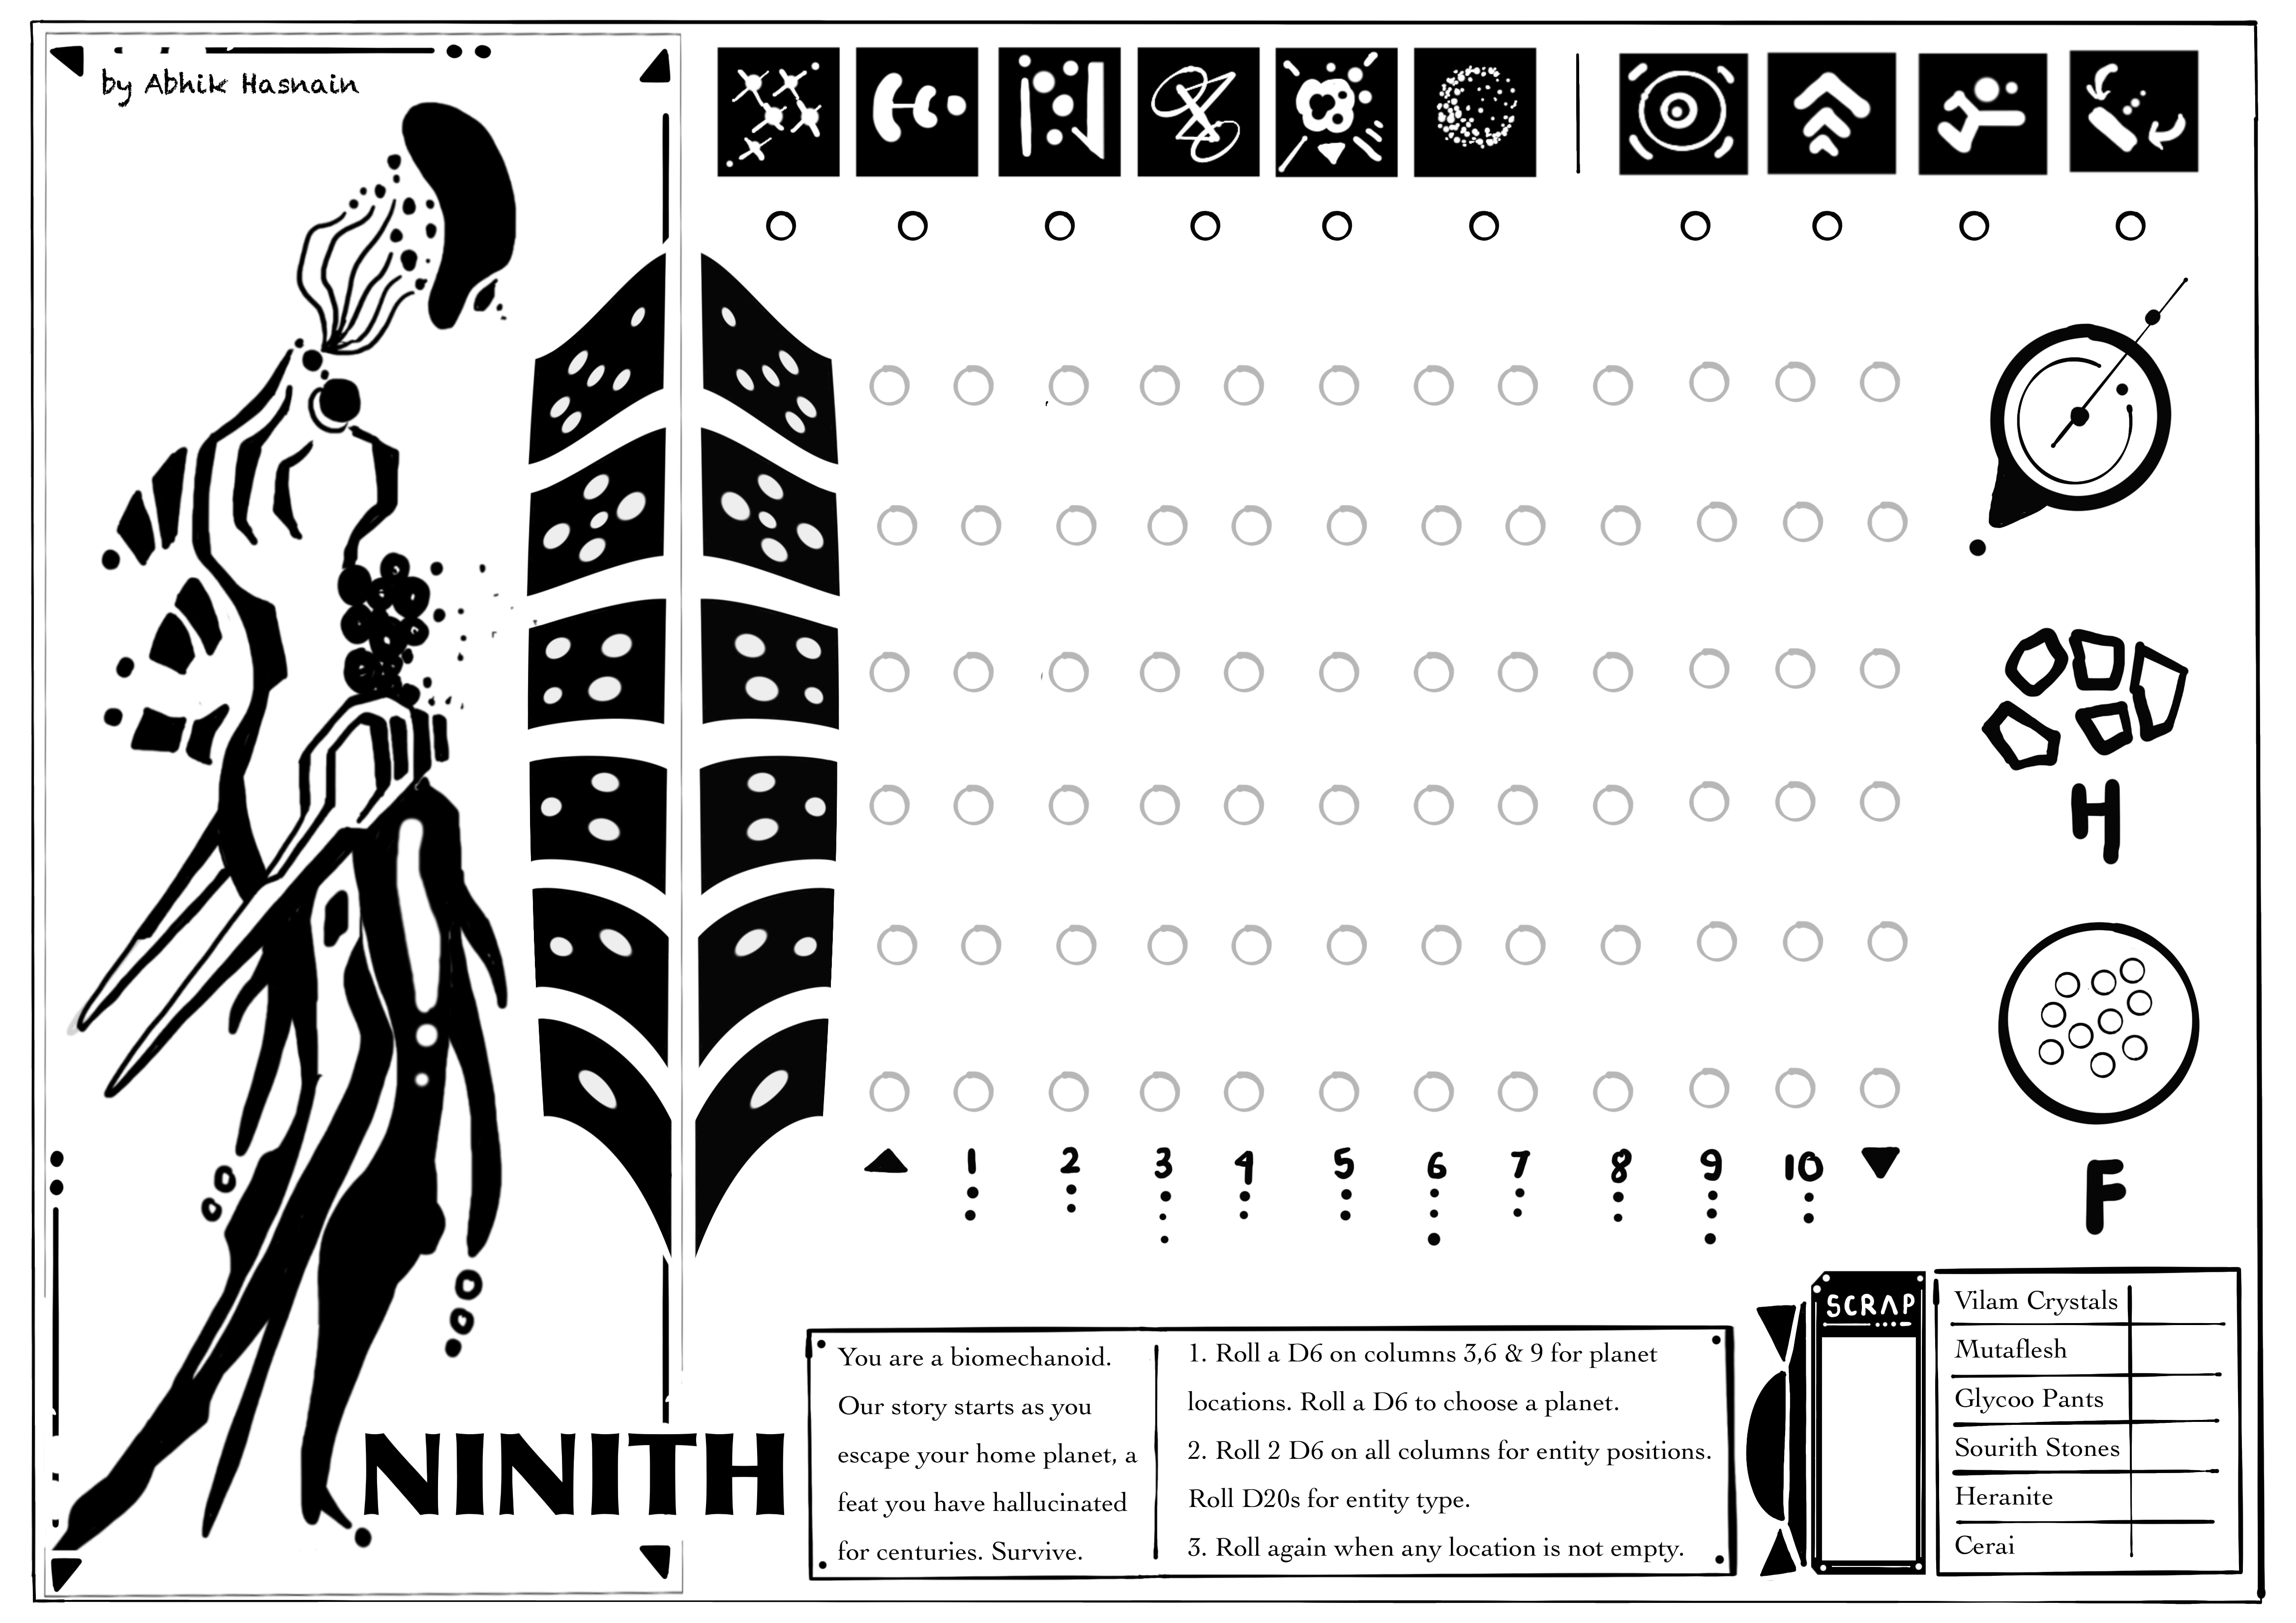 by Abhik Hasnain
1 2 3 4 5 6 7 8 9 10
H
F
NINITH
You are a biomechanoid.
Our story starts as you
escape your home planet, a
feat you have hallucinated
for centuries. Survive.
1. Roll a D6 on columns 3,6 & 9 for planet
locations. Roll a D6 to choose a planet.
2. Roll 2 D6 on all columns for entity positions.
Roll D20s for entity type.
3. Roll again when any location is not empty.
SCRAP
Vilam Crystals
Mutaflesh
Glycoo Pants
Sourith Stones
Heranite
Cerai